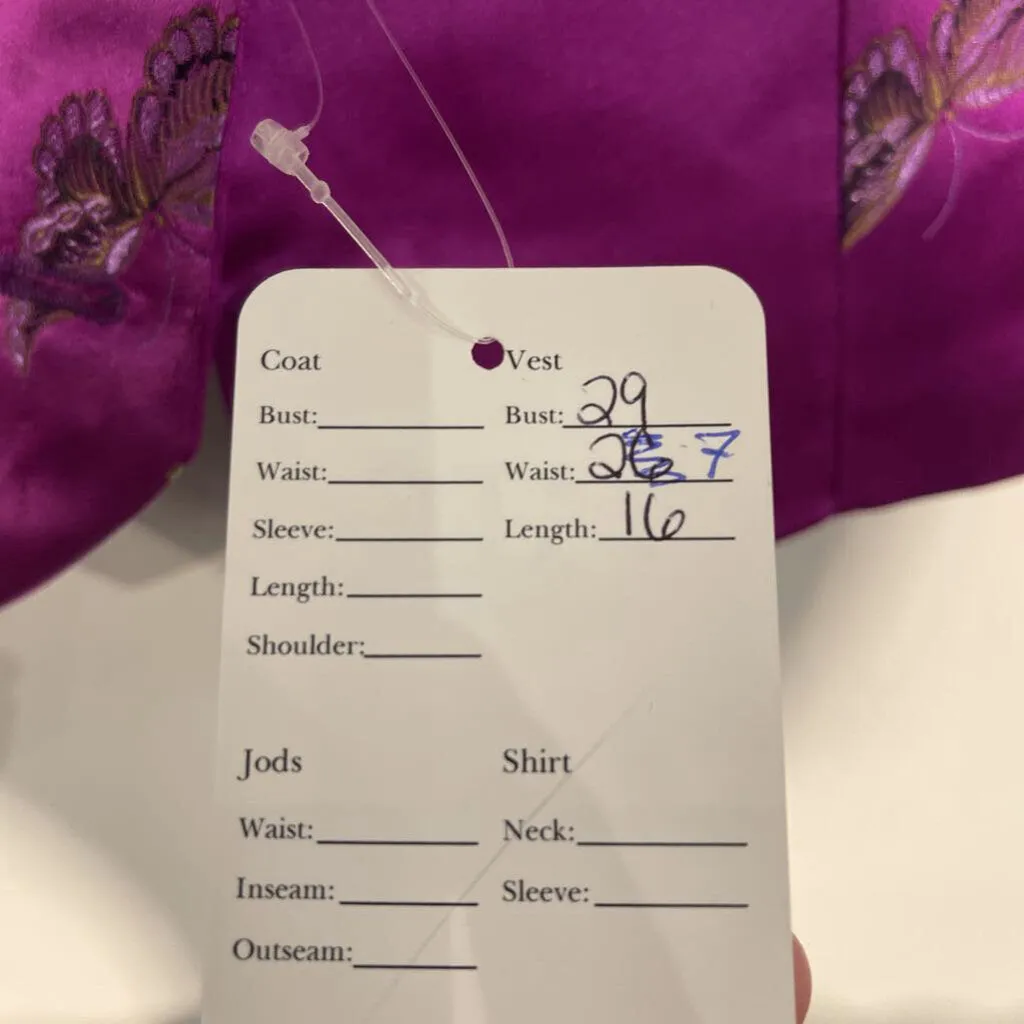 Coat
Bust:
Waist:
Sleeve:
Length:
Shoulder:
Vest
Bust: 29
Waist: 2 7
Length: 16
Jods
Waist:
Inseam:
Outseam:
Shirt
Neck:
Sleeve: